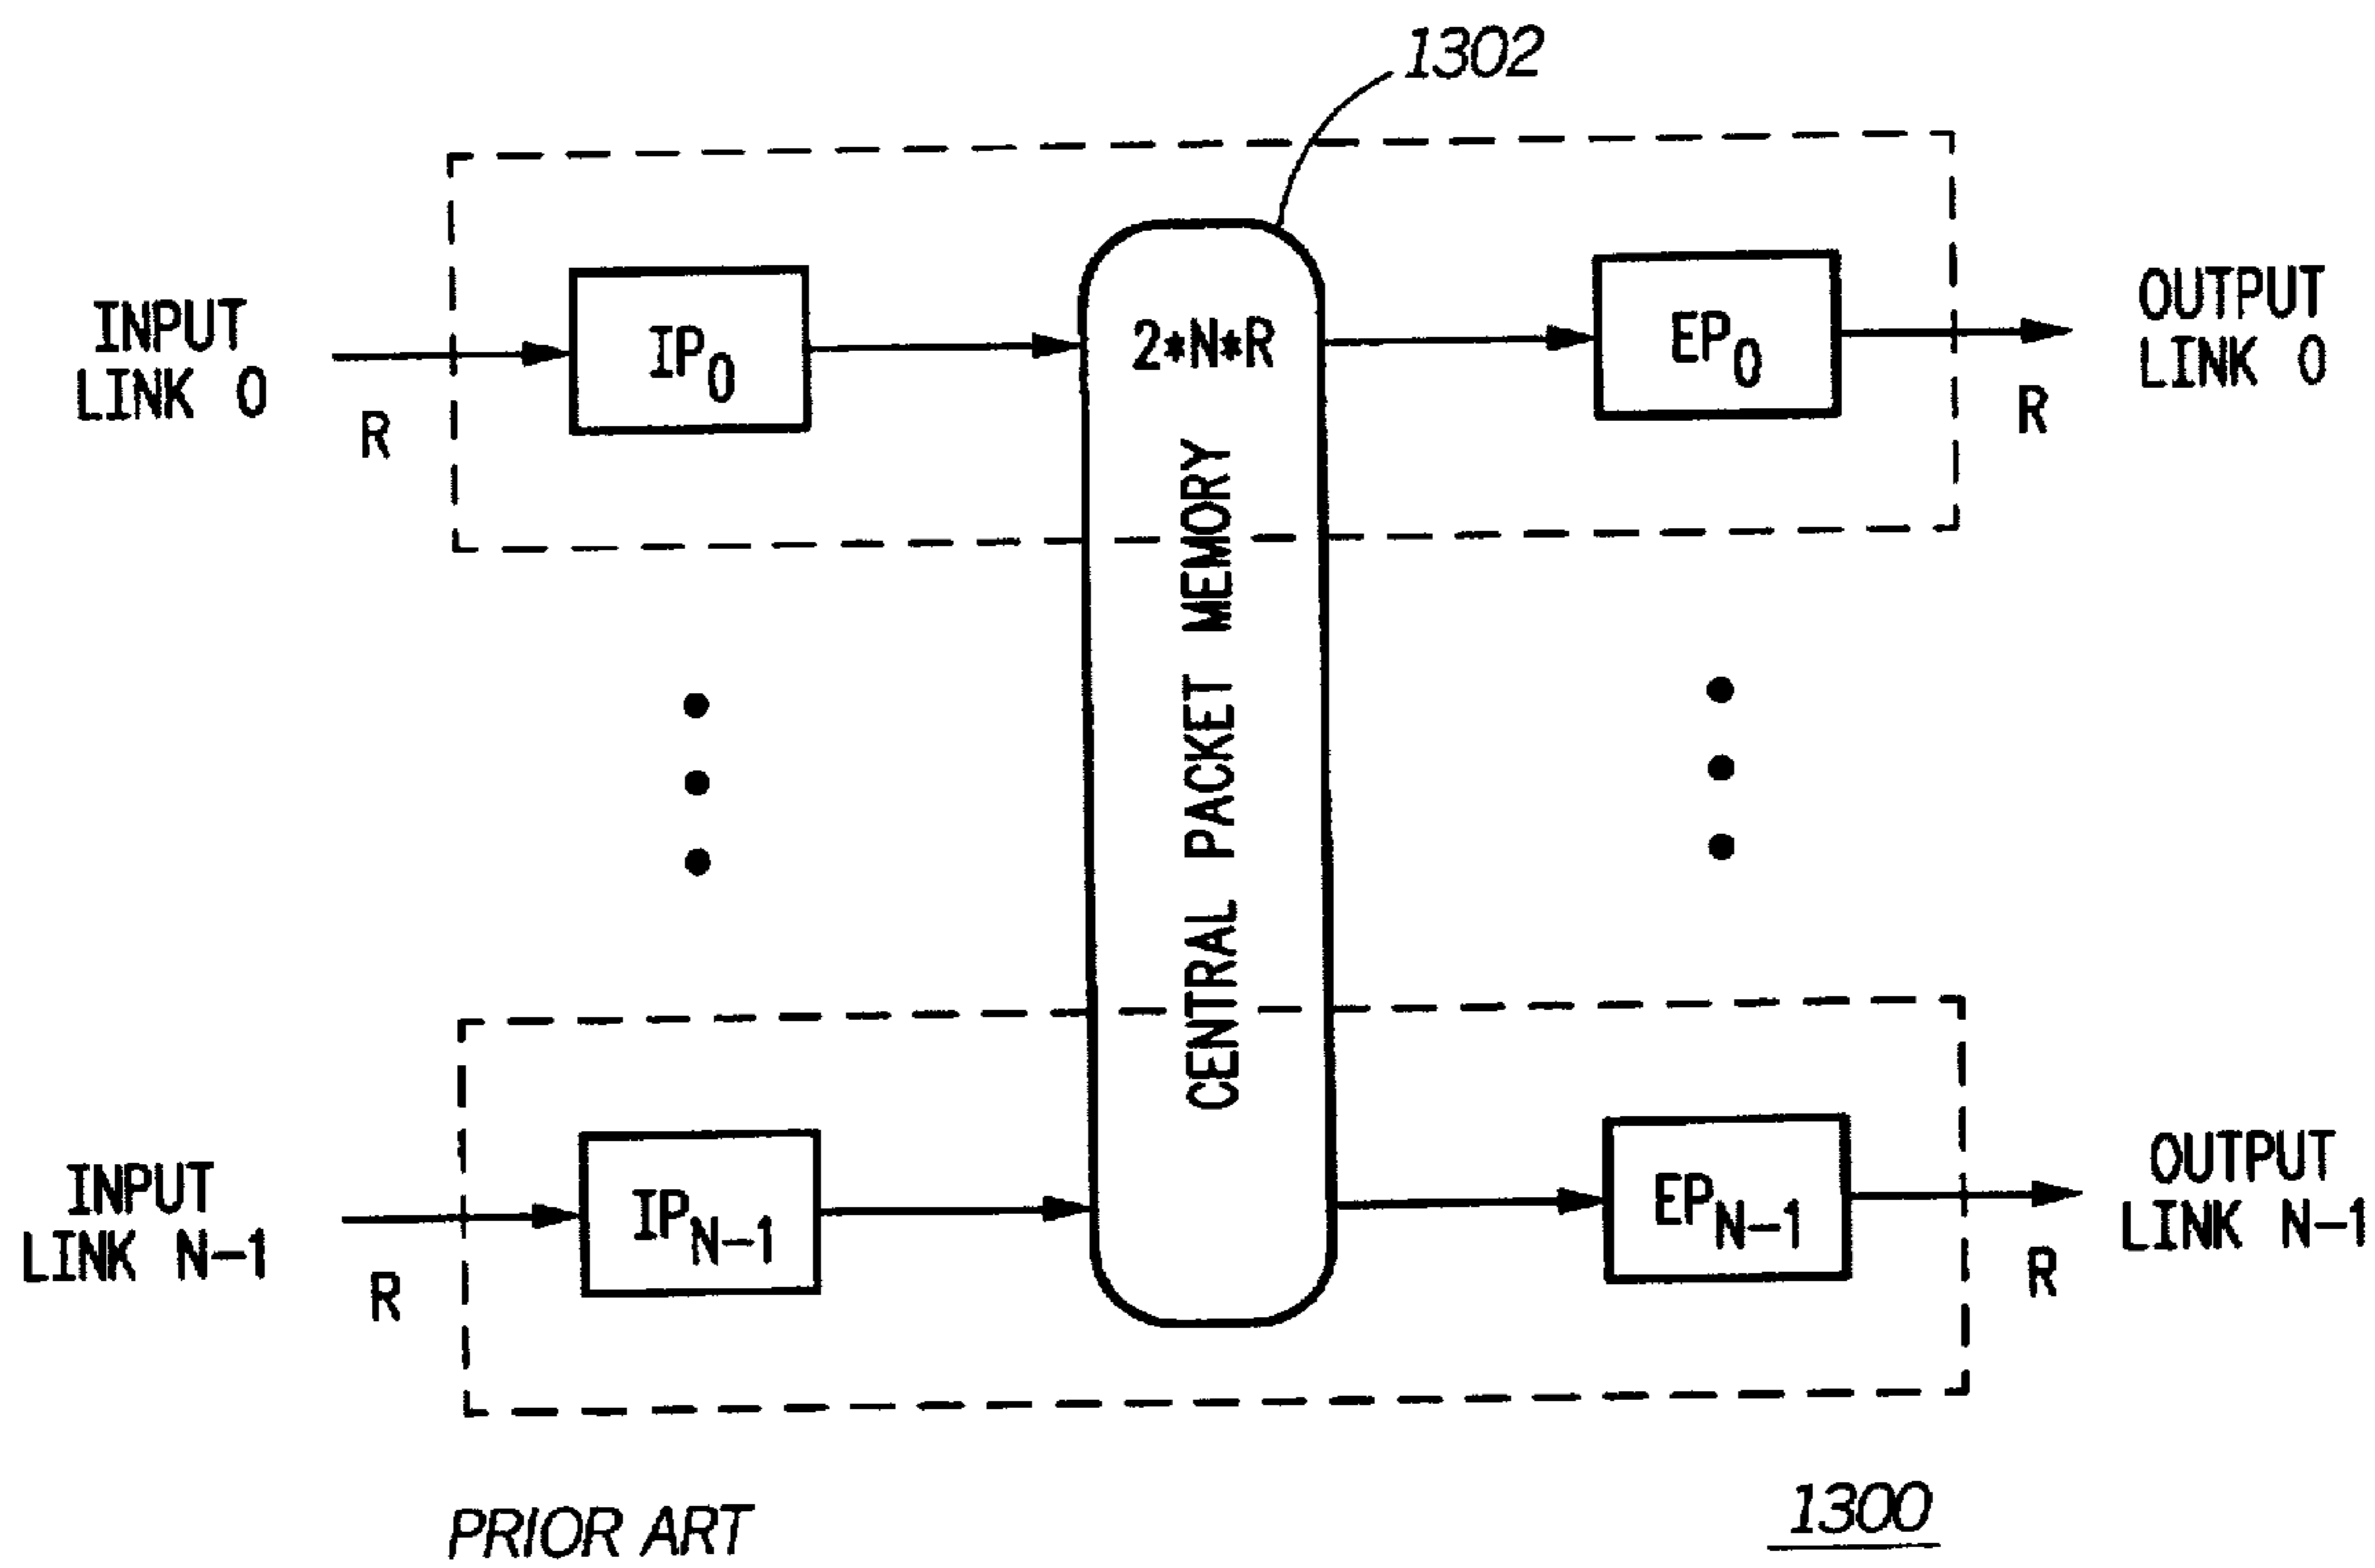 1302
INPUT
LINK 0
R
IP0
2*N*R
EP0
OUTPUT
LINK 0
R
CENTRAL PACKET MEMORY
INPUT
LINK N-1
R
IPN-1
EPN-1
OUTPUT
LINK N-1
R
PRIOR ART
1300